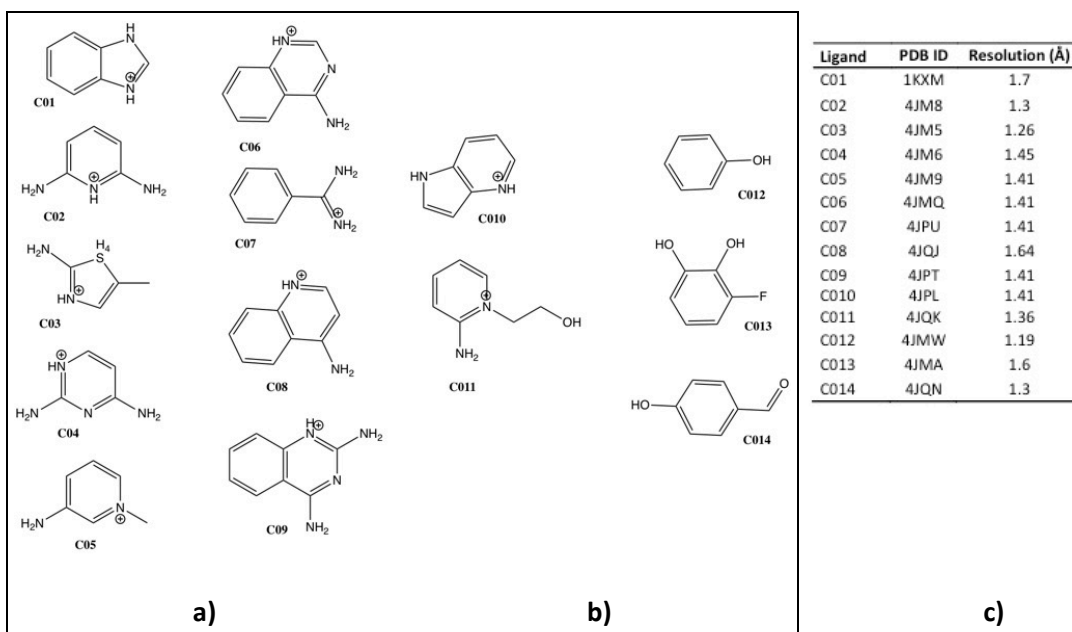 H
N
⊕
N
H
C01
H₂N
⊕
N
H
NH₂
C02
H₂N
H₄
S
HN
⊕
C03
⊕
HN
H₂N
N
NH₂
C04
H₂N
N
⊕
C05
⊕
HN
N
NH₂
C06
NH₂
⊕
NH₂
C07
⊕
HN
NH₂
C08
H
⊕
N
NH₂
N
NH₂
C09
HN
NH
⊕
C010
N
⊕
OH
NH₂
C011
OH
C012
HO
OH
F
C013
O
HO
C014
a)
b)
Ligand PDB ID Resolution (Å)
C01 1KXM 1.7
C02 4JM8 1.3
C03 4JM5 1.26
C04 4JM6 1.45
C05 4JM9 1.41
C06 4JMQ 1.41
C07 4JPU 1.41
C08 4JQJ 1.64
C09 4JPT 1.41
C010 4JPL 1.41
C011 4JQK 1.36
C012 4JMW 1.19
C013 4JMA 1.6
C014 4JQN 1.3
c)